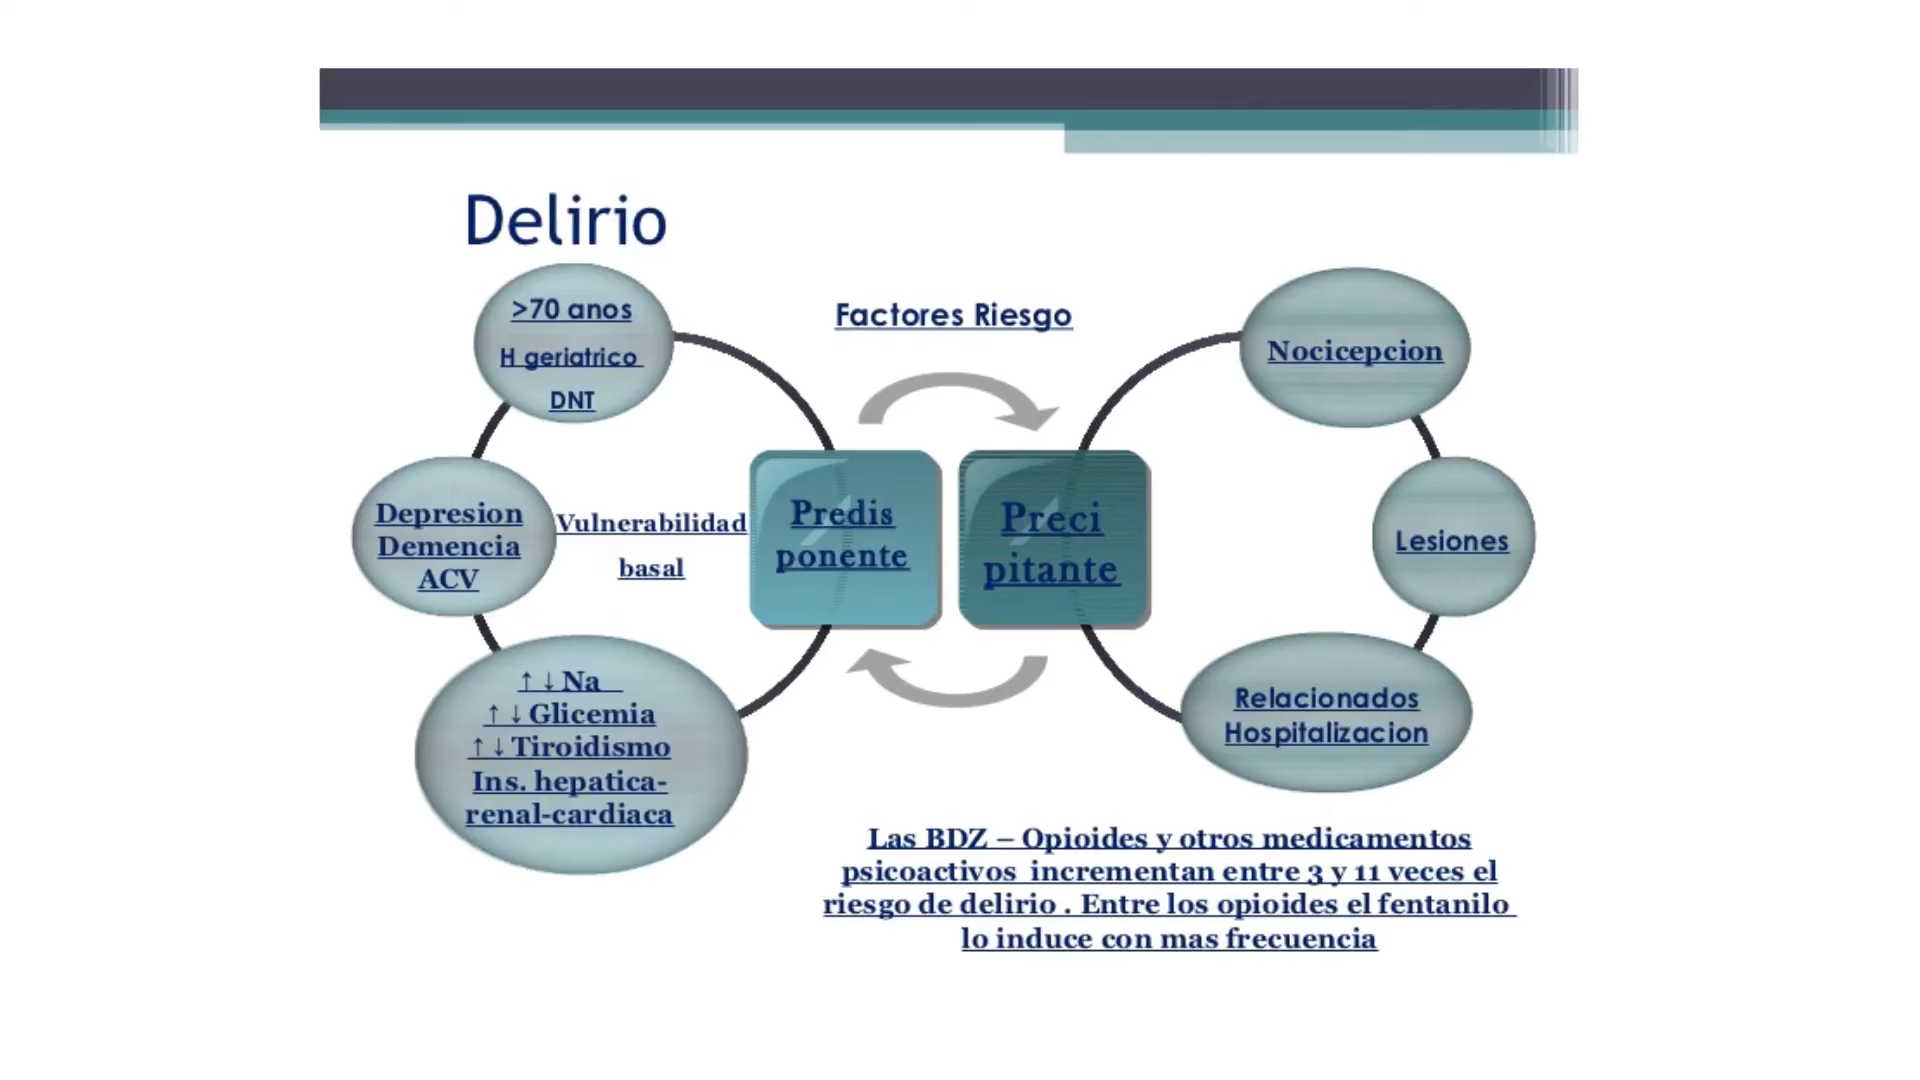 Delirio
>70 anos
H geriatrico
DNT
Factores Riesgo
Nocicepcion
Depresion
Demencia
ACV
Vulnerabilidad
basal
Predis
ponente
Preci
pitante
Lesiones
↑↓Na
↑↓Glicemia
↑↓Tiroidismo
Ins. hepatica-
renal-cardiaca
Relacionados
Hospitalizacion
Las BDZ – Opioides y otros medicamentos
psicoactivos incrementan entre 3 y 11 veces el
riesgo de delirio . Entre los opioides el fentanilo
lo induce con mas frecuencia